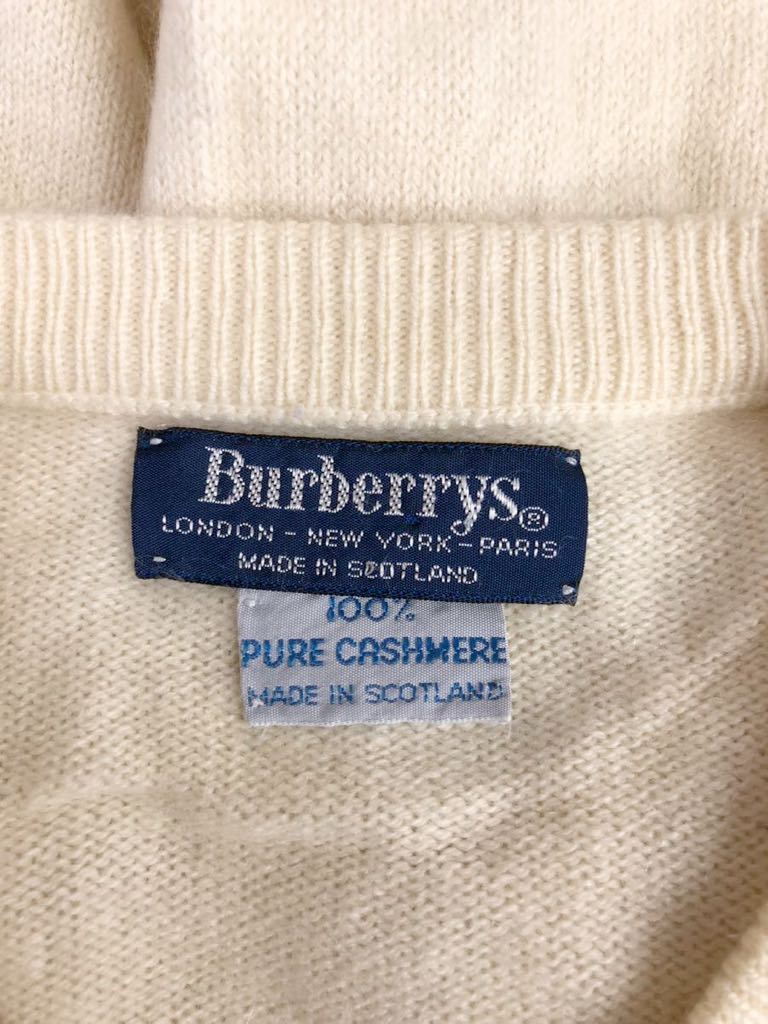 Burberrys®
LONDON - NEW YORK - PARIS
MADE IN SCOTLAND
100%
PURE CASHMERE
MADE IN SCOTLAND